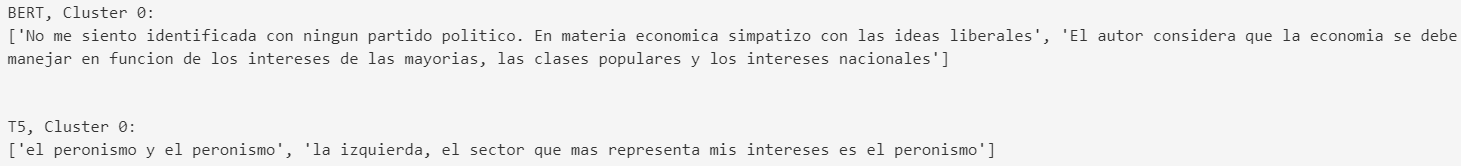 BERT, Cluster 0:
['No me siento identificada con ningun partido politico. En materia economica simpatizo con las ideas liberales', 'El autor considera que la economia se debe
manejar en funcion de los intereses de las mayorias, las clases populares y los intereses nacionales']
T5, Cluster 0:
['el peronismo y el peronismo', 'la izquierda, el sector que mas representa mis intereses es el peronismo']